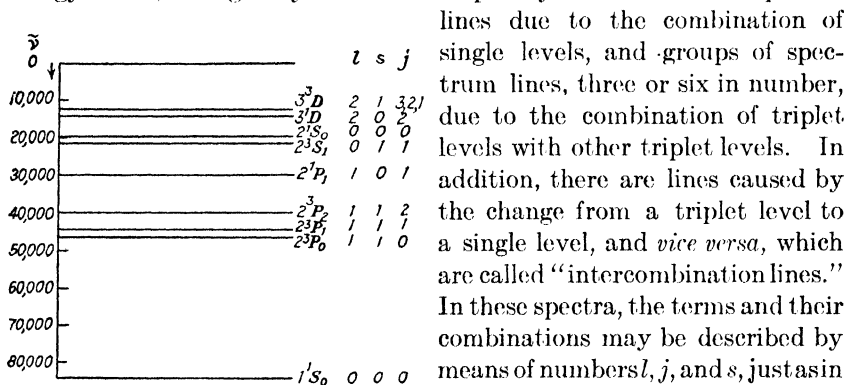 lines due to the combination of
single levels, and groups of spec-
trum lines, three or six in number,
due to the combination of triplet
levels with other triplet levels. In
addition, there are lines caused by
the change from a triplet level to
a single level, and vice versa, which
are called “intercombination lines.”
In these spectra, the terms and their
combinations may be described by
means of numbers l, j, and s, just as in
ν̃
0 l s j
10,000
3³D 2 1 3,2,1
3¹D 2 0 2
20,000
2¹S₀ 0 0 0
2³S₁ 0 1 1
30,000 2¹P₁ 1 0 1
40,000 2³P₂ 1 1 2
2³P₁ 1 1 1
2³P₀ 1 1 0
50,000
60,000
70,000
80,000
1¹S₀ 0 0 0